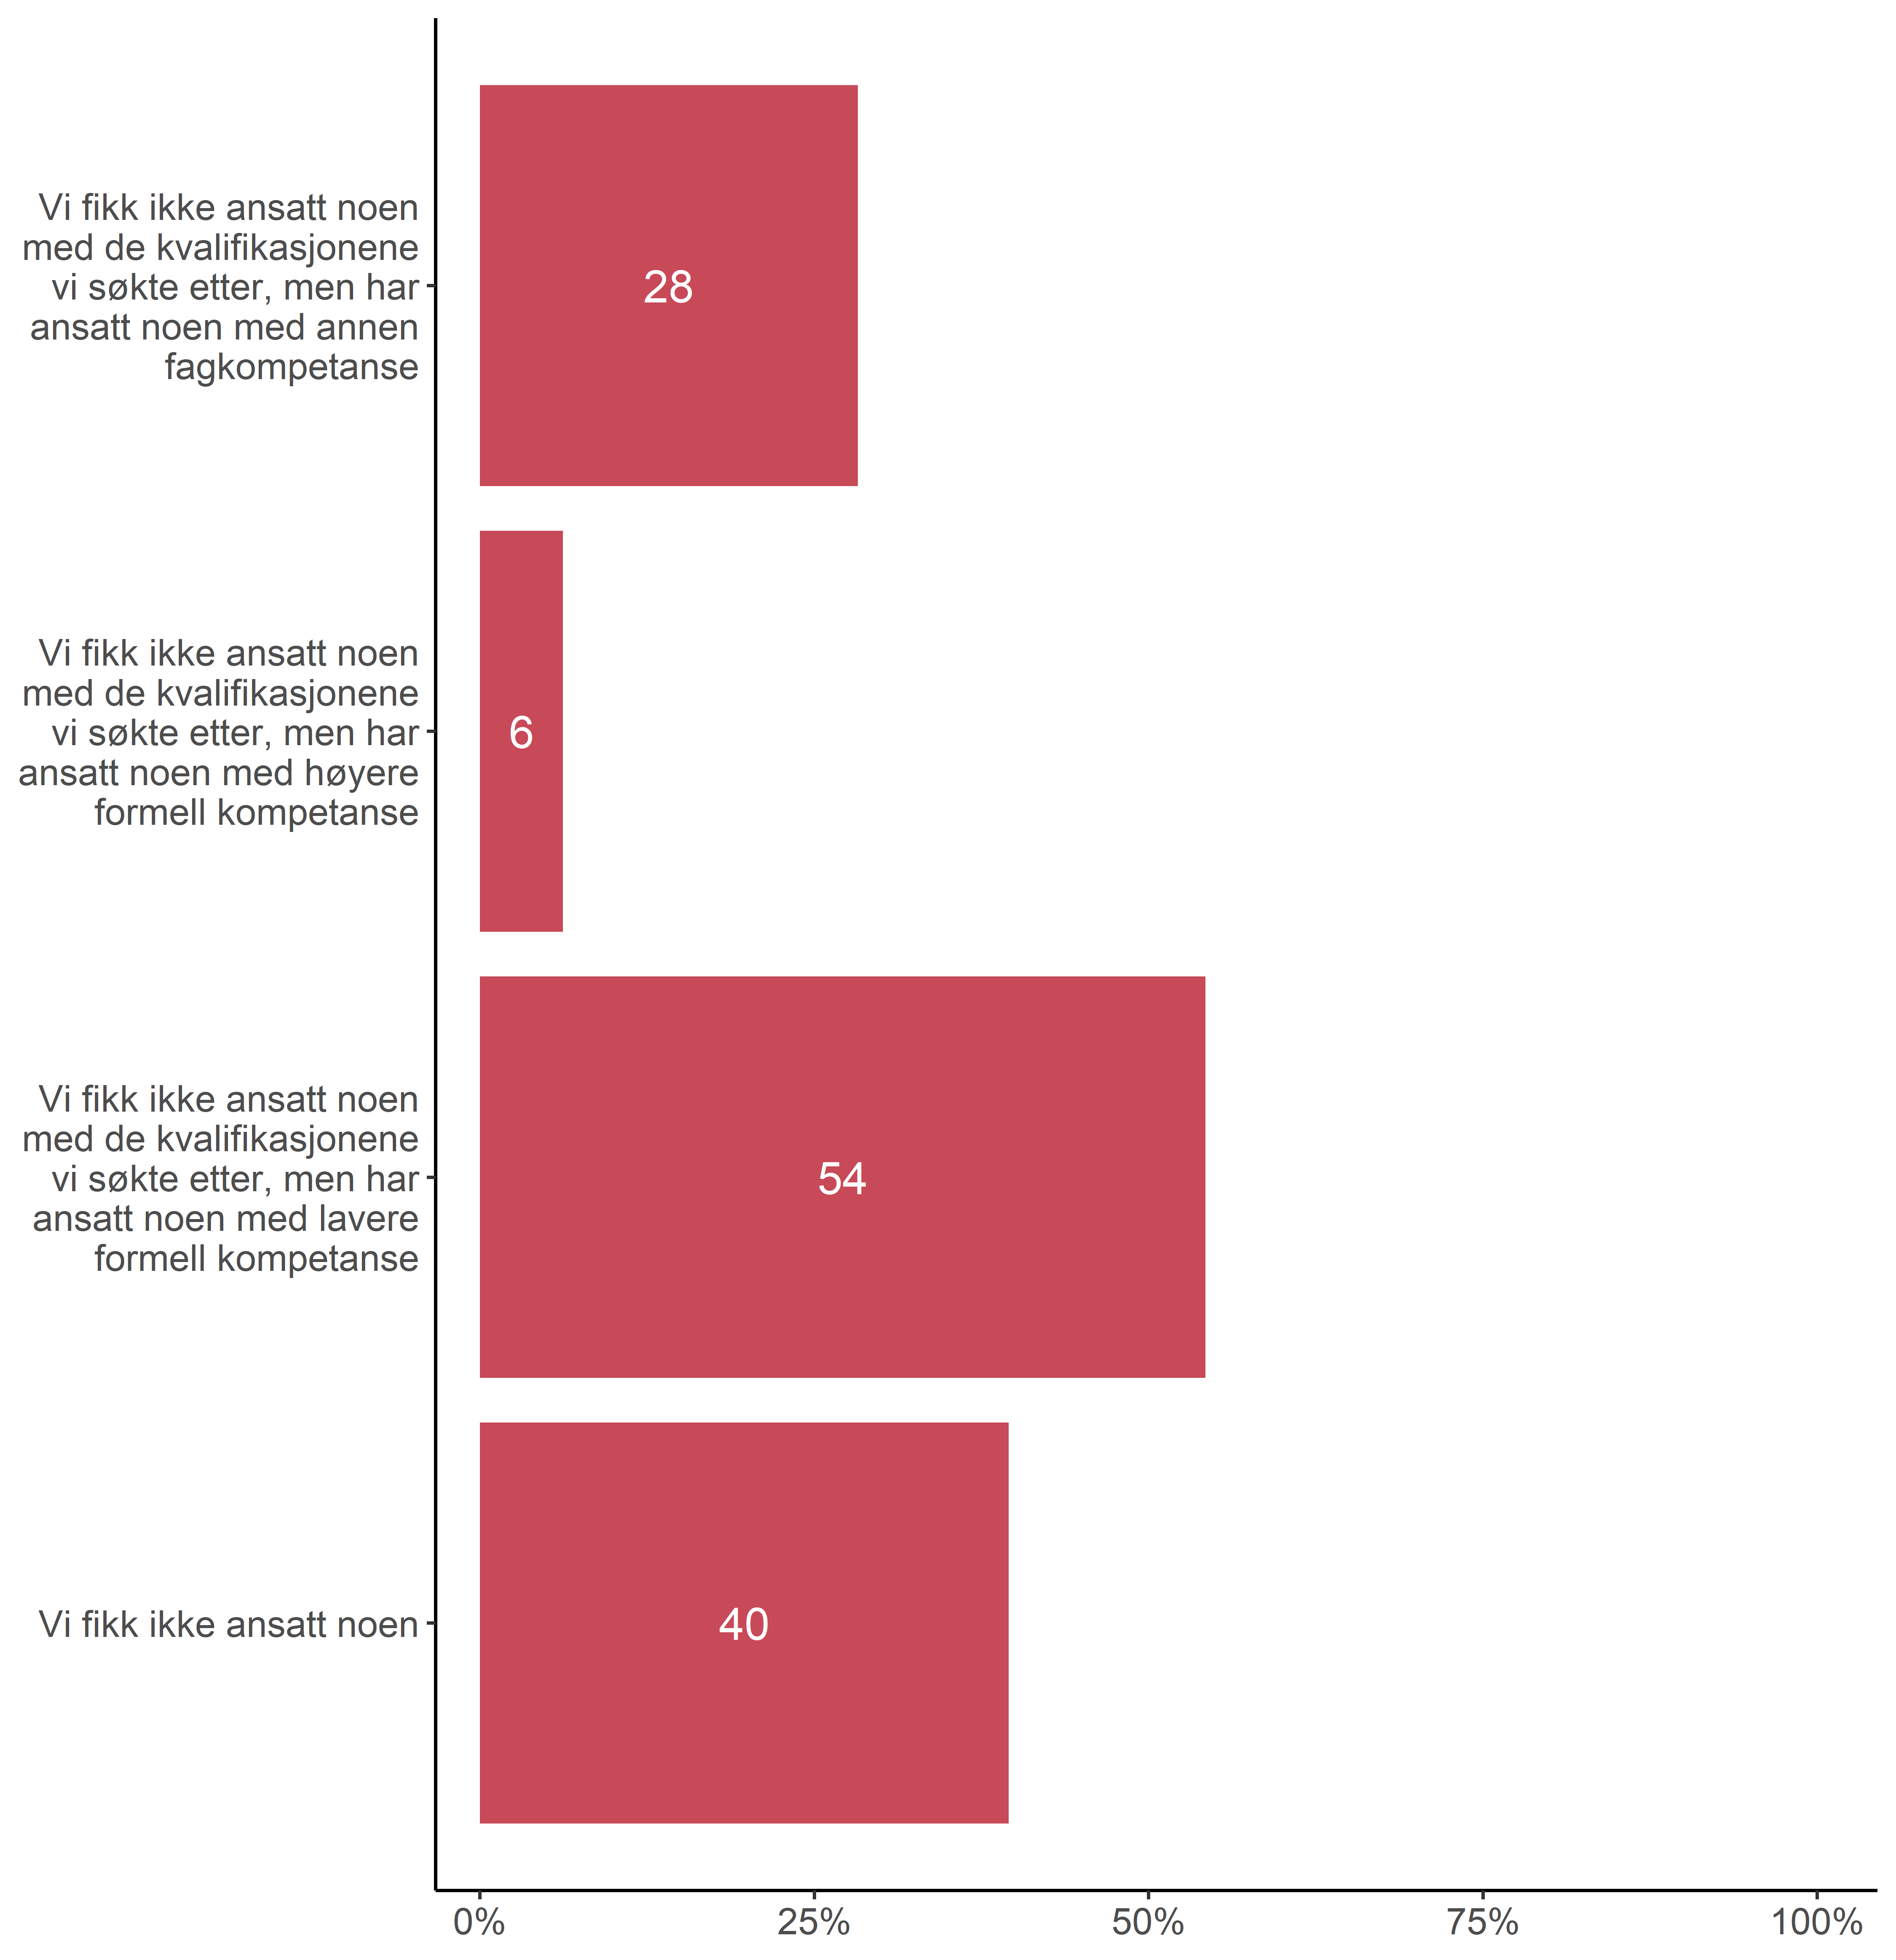 Vi fikk ikke ansatt noen
med de kvalifikasjonene
vi søkte etter, men har
ansatt noen med annen
fagkompetanse
28
Vi fikk ikke ansatt noen
med de kvalifikasjonene
vi søkte etter, men har
ansatt noen med høyere
formell kompetanse
6
Vi fikk ikke ansatt noen
med de kvalifikasjonene
vi søkte etter, men har
ansatt noen med lavere
formell kompetanse
54
Vi fikk ikke ansatt noen
40
0% 25% 50% 75% 100%